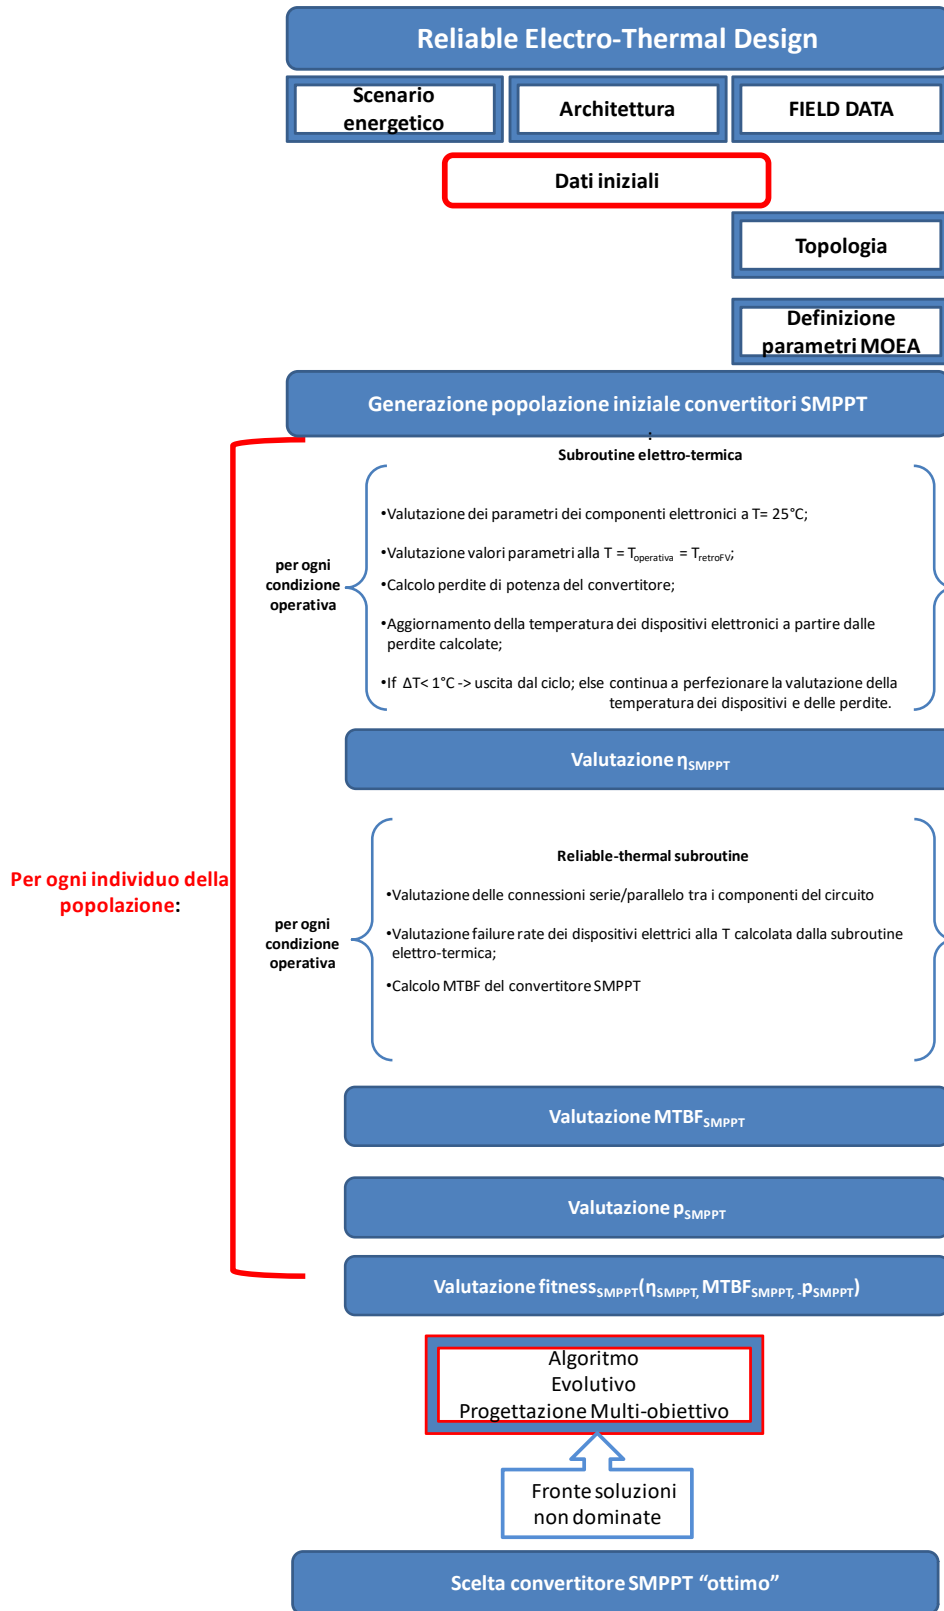 Reliable Electro-Thermal Design
Scenario
energetico
Architettura
FIELD DATA
Dati iniziali
Topologia
Definizione
parametri MOEA
Generazione popolazione iniziale convertitori SMPPT
:
Subroutine elettro-termica
•Valutazione dei parametri dei componenti elettronici a T= 25°C;
•Valutazione valori parametri alla T = Toperativa = TretroFV;
per ogni
condizione
operativa
•Calcolo perdite di potenza del convertitore;
•Aggiornamento della temperatura dei dispositivi elettronici a partire dalle
perdite calcolate;
•If ΔT< 1°C -> uscita dal ciclo; else continua a perfezionare la valutazione della
temperatura dei dispositivi e delle perdite.
Valutazione ηSMPPT
Per ogni individuo della
popolazione:
Reliable-thermal subroutine
•Valutazione delle connessioni serie/parallelo tra i componenti del circuito
per ogni
condizione
operativa
•Valutazione failure rate dei dispositivi elettrici alla T calcolata dalla subroutine
elettro-termica;
•Calcolo MTBF del convertitore SMPPT
Valutazione MTBFSMPPT
Valutazione pSMPPT
Valutazione fitnessSMPPT(ηSMPPT, MTBFSMPPT, -pSMPPT)
Algoritmo
Evolutivo
Progettazione Multi-obiettivo
Fronte soluzioni
non dominate
Scelta convertitore SMPPT “ottimo”